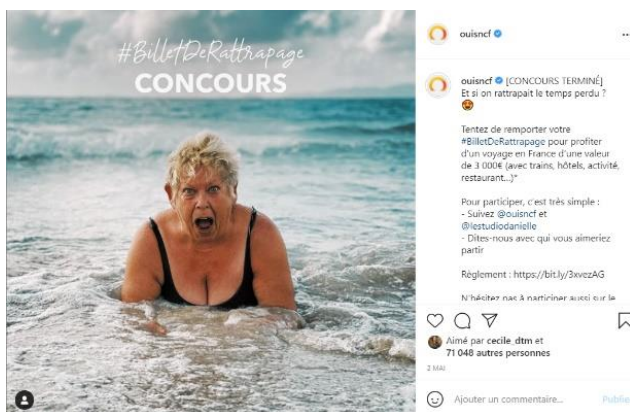 #BilletDeRattrapage
CONCOURS
ouisncf
ouisncf [CONCOURS TERMINÉ]
Et si on rattrapait le temps perdu ?
Tentez de remporter votre
#BilletDeRattrapage pour profiter
d'un voyage en France d'une valeur
de 3 000€ (avec trains, hôtels, activité,
restaurant...)*
Pour participer, c'est très simple :
- Suivez @ouisncf et
@lestudiodanielle
- Dites-nous avec qui vous aimeriez
partir
Règlement : https://bit.ly/3xvezAG
N'hésitez pas à participer aussi sur le
Aimé par cecile_dtm et
71 048 autres personnes
2 MAI
Ajouter un commentaire...
Publier